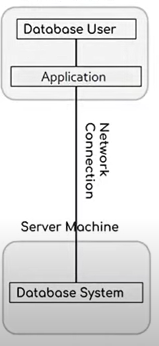 Database User
Application
Network
Connection
Server Machine
Database System